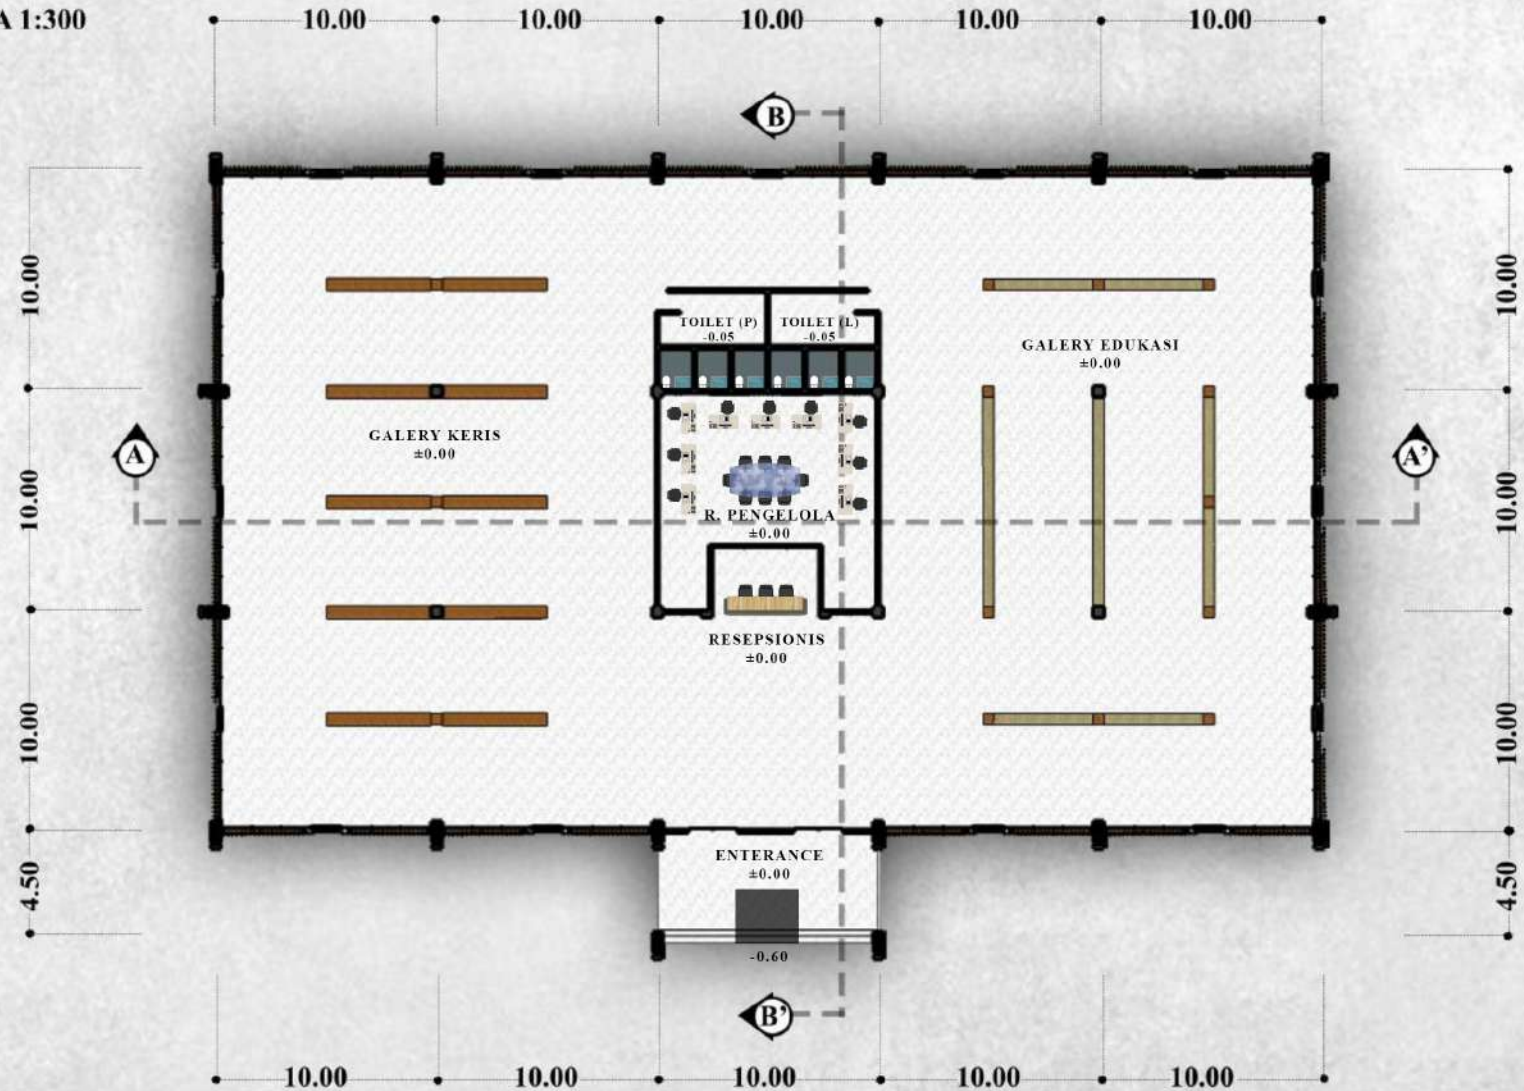 A 1:300
10.00 10.00 10.00 10.00 10.00
B
10.00 10.00
TOILET (P) TOILET (L)
-0.05 -0.05
GALERY EDUKASI
±0.00
GALERY KERIS
±0.00
A A'
10.00 10.00
R. PENGELOLA
±0.00
RESEPSIONIS
±0.00
10.00 10.00
ENTERANCE
±0.00
4.50 4.50
-0.60
B'
10.00 10.00 10.00 10.00 10.00